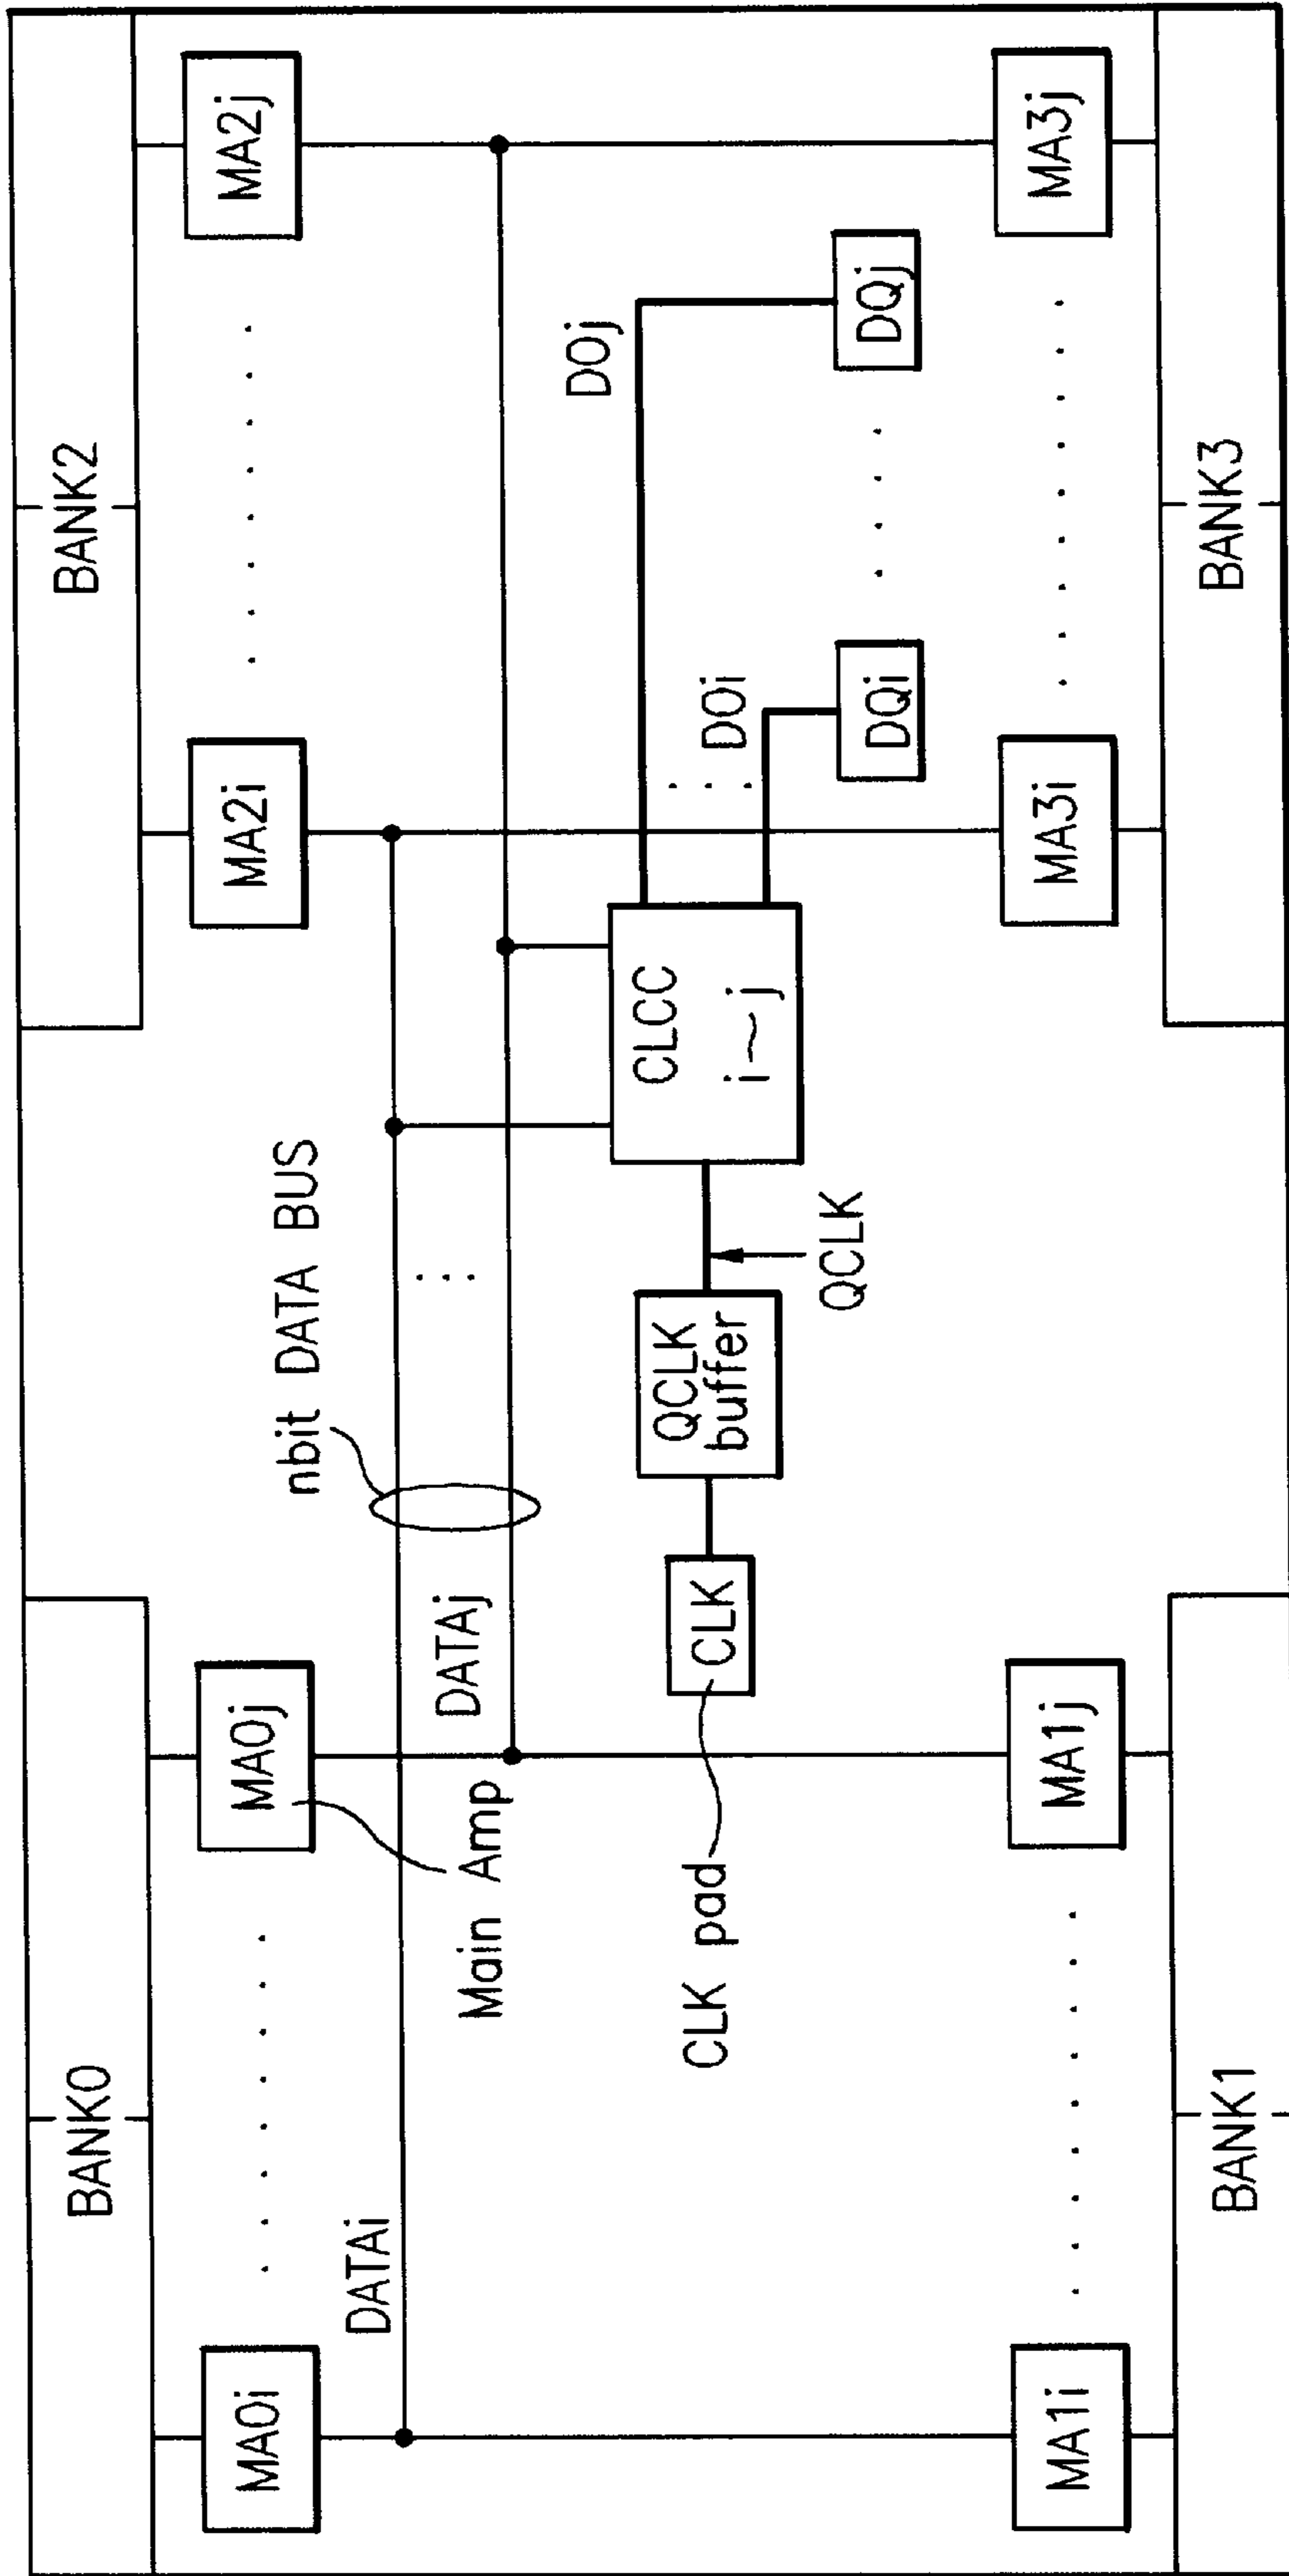 BANK0
BANK2
MA0i
MA0j
MA2i
MA2j
nbit DATA BUS
DATAi
DATAj
Main Amp
DOj
DOi
CLK pad
CLK
QCLK
buffer
QCLK
CLCC
i~j
DQi
DQj
MA1i
MA1j
MA3i
MA3j
BANK1
BANK3